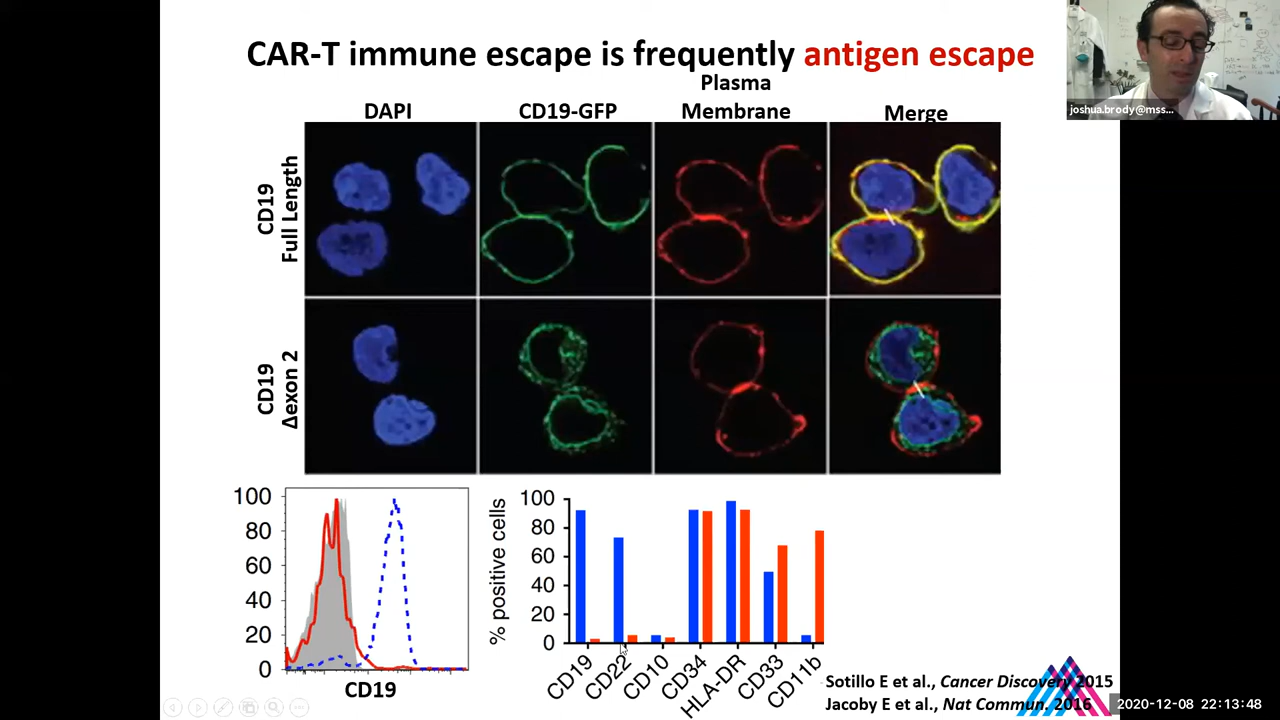 CAR-T immune escape is frequently antigen escape
joshua.brody@mss...
DAPI
CD19-GFP
Plasma
Membrane
Merge
CD19
Full Length
CD19
Δexon 2
100
80
60
40
20
0
CD19
% positive cells
100
80
60
40
20
0
CD19
CD22
CD10
CD34
HLA-DR
CD33
CD11b
Sotillo E et al., Cancer Discovery 2015
Jacoby E et al., Nat Commun. 2016
2020-12-08 22:13:48